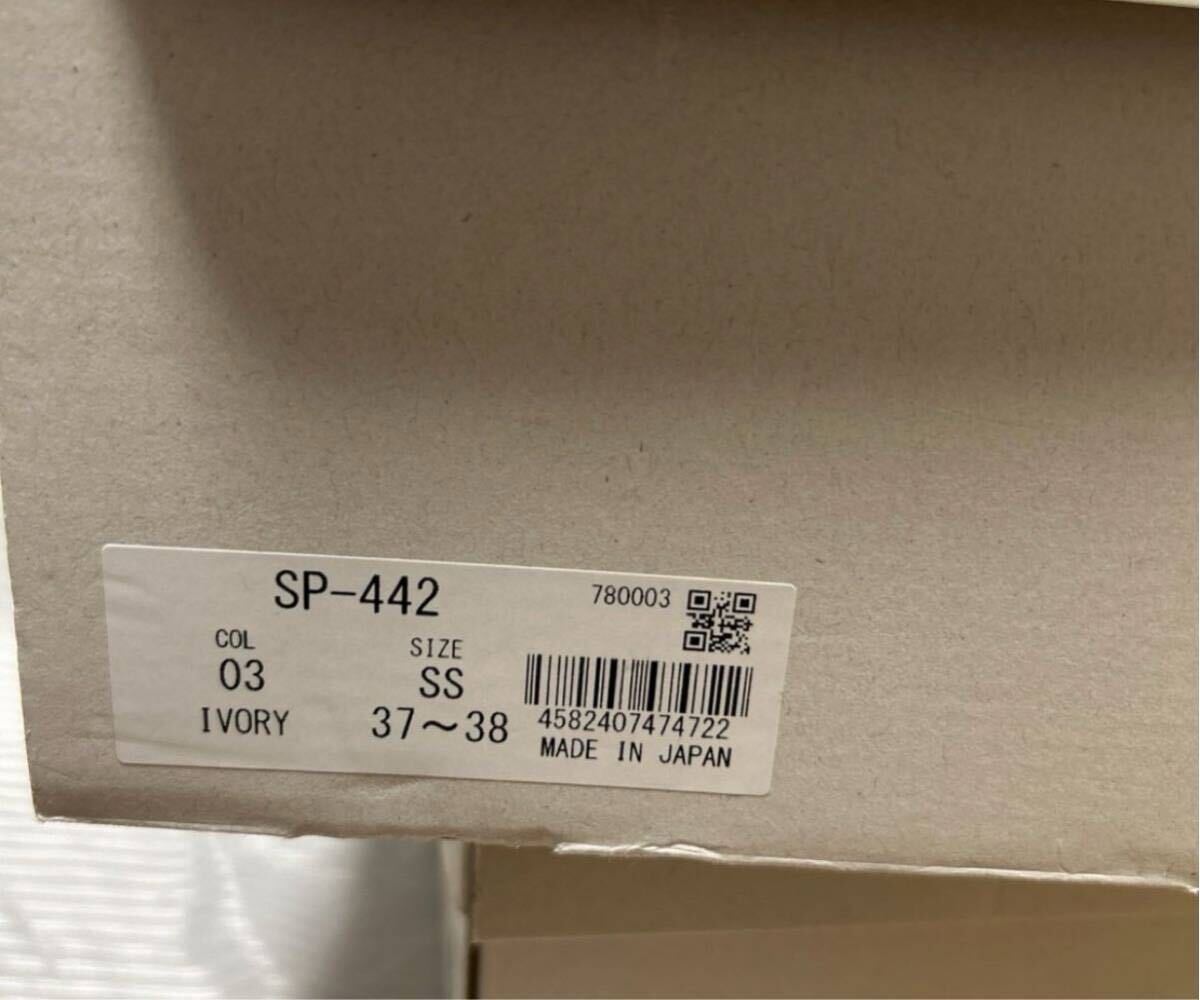 SP-442
780003
COL
03
IVORY
SIZE
SS
37～38
4582407474722
MADE IN JAPAN